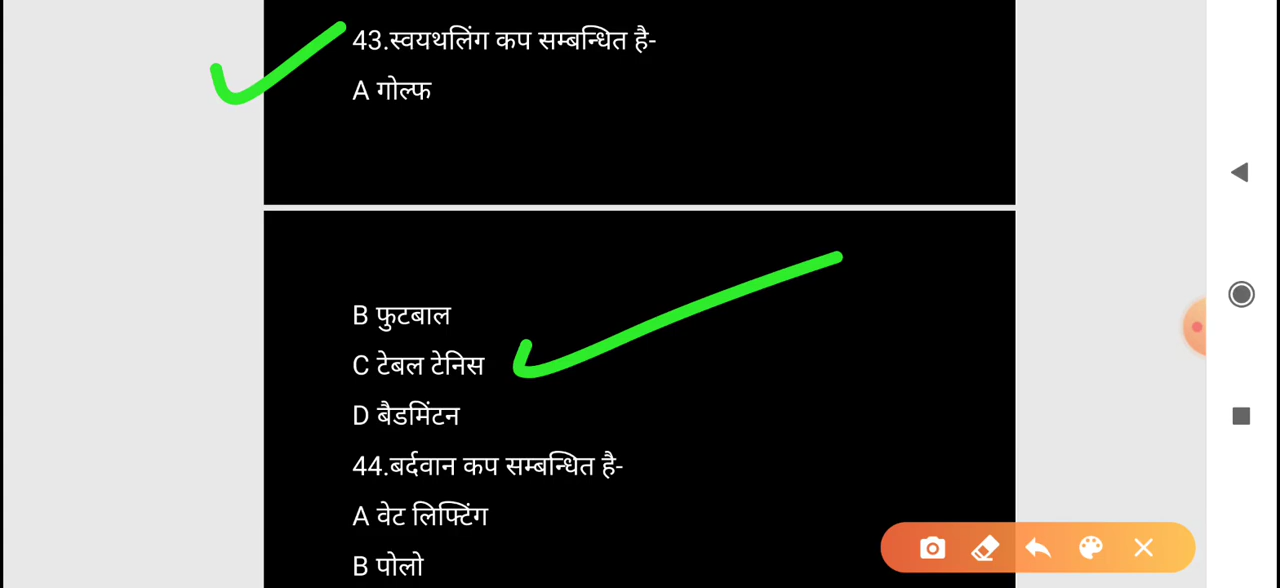 43.स्वयथलिंग कप सम्बन्धित है-
A गोल्फ
B फुटबाल
C टेबल टेनिस
D बैडमिंटन
44.बर्दवान कप सम्बन्धित है-
A वेट लिफ्टिंग
B पोलो